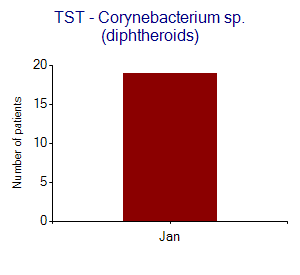 TST - Corynebacterium sp.
(diphtheroids)
Number of patients
20
15
10
5
0
Jan